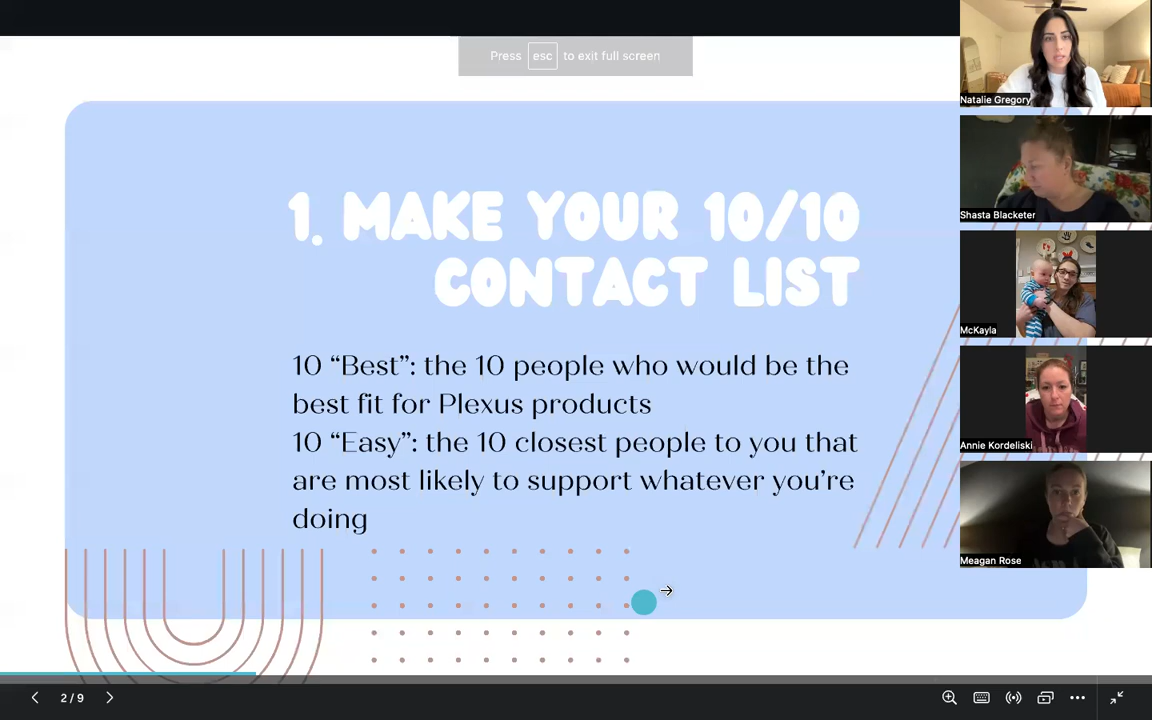 Press esc to exit full screen
Natalie Gregory
Shasta Blacketer
1. MAKE YOUR 10/10
CONTACT LIST
McKayla
10 “Best”: the 10 people who would be the
best fit for Plexus products
10 “Easy”: the 10 closest people to you that
are most likely to support whatever you’re
doing
Annie Kordeliski
Meagan Rose
2 / 9